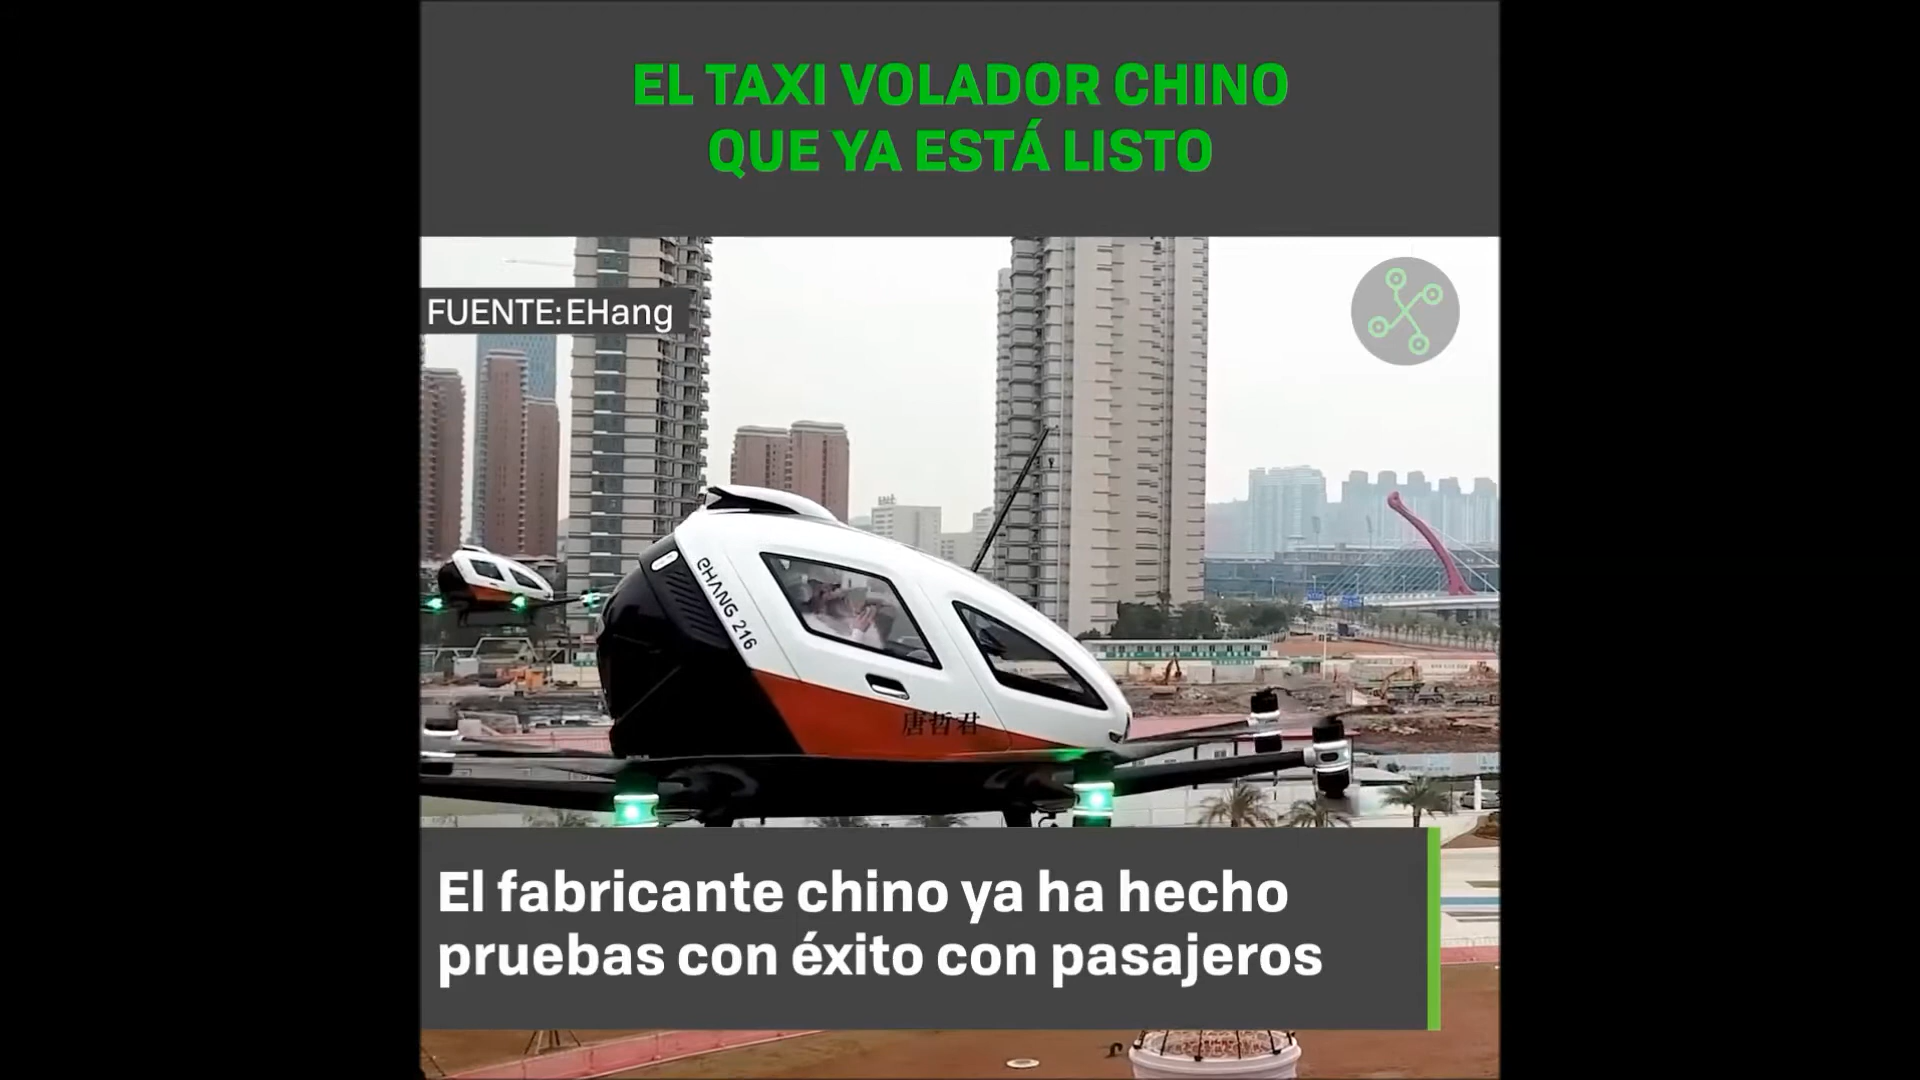 EL TAXI VOLADOR CHINO
QUE YA ESTÁ LISTO
FUENTE: EHang
EHANG 216
唐哲君
El fabricante chino ya ha hecho
pruebas con éxito con pasajeros